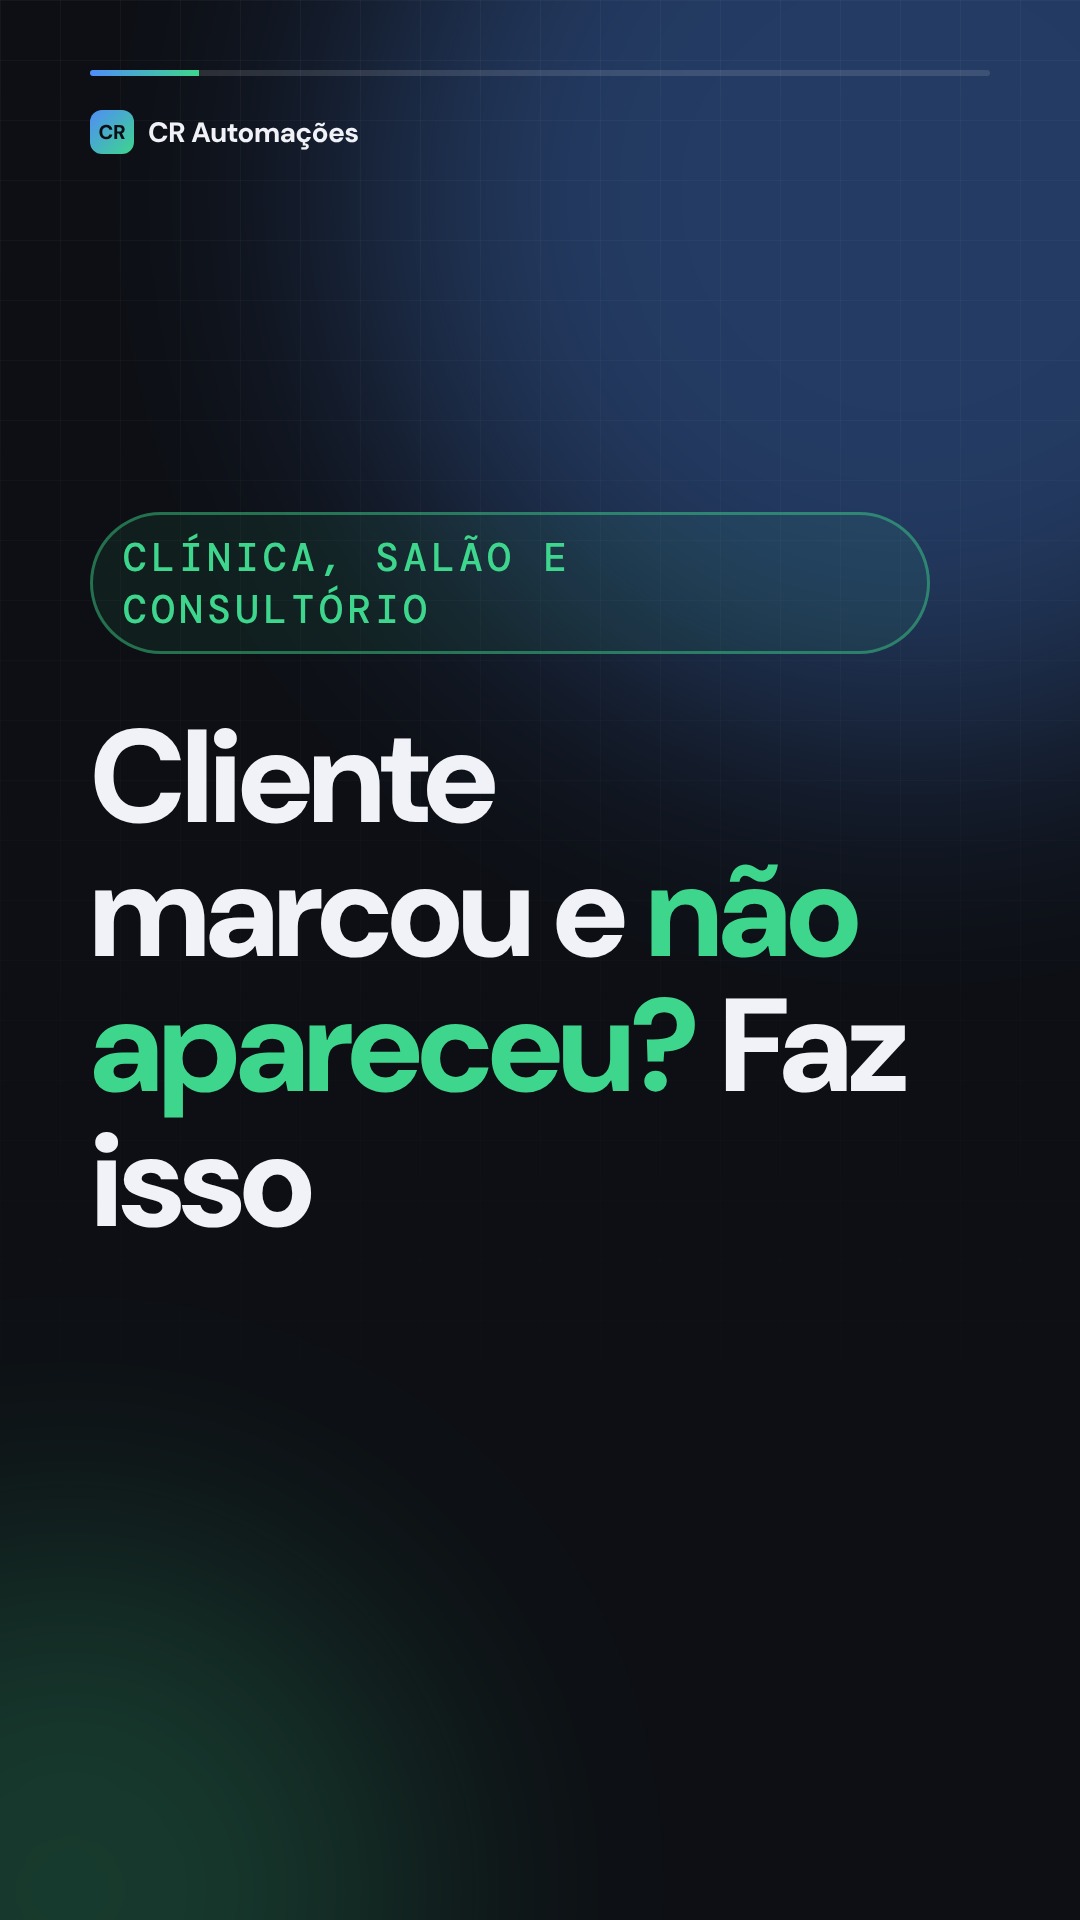 CR CR Automações
CLÍNICA, SALÃO E
CONSULTÓRIO
Cliente
marcou e não
apareceu? Faz
isso